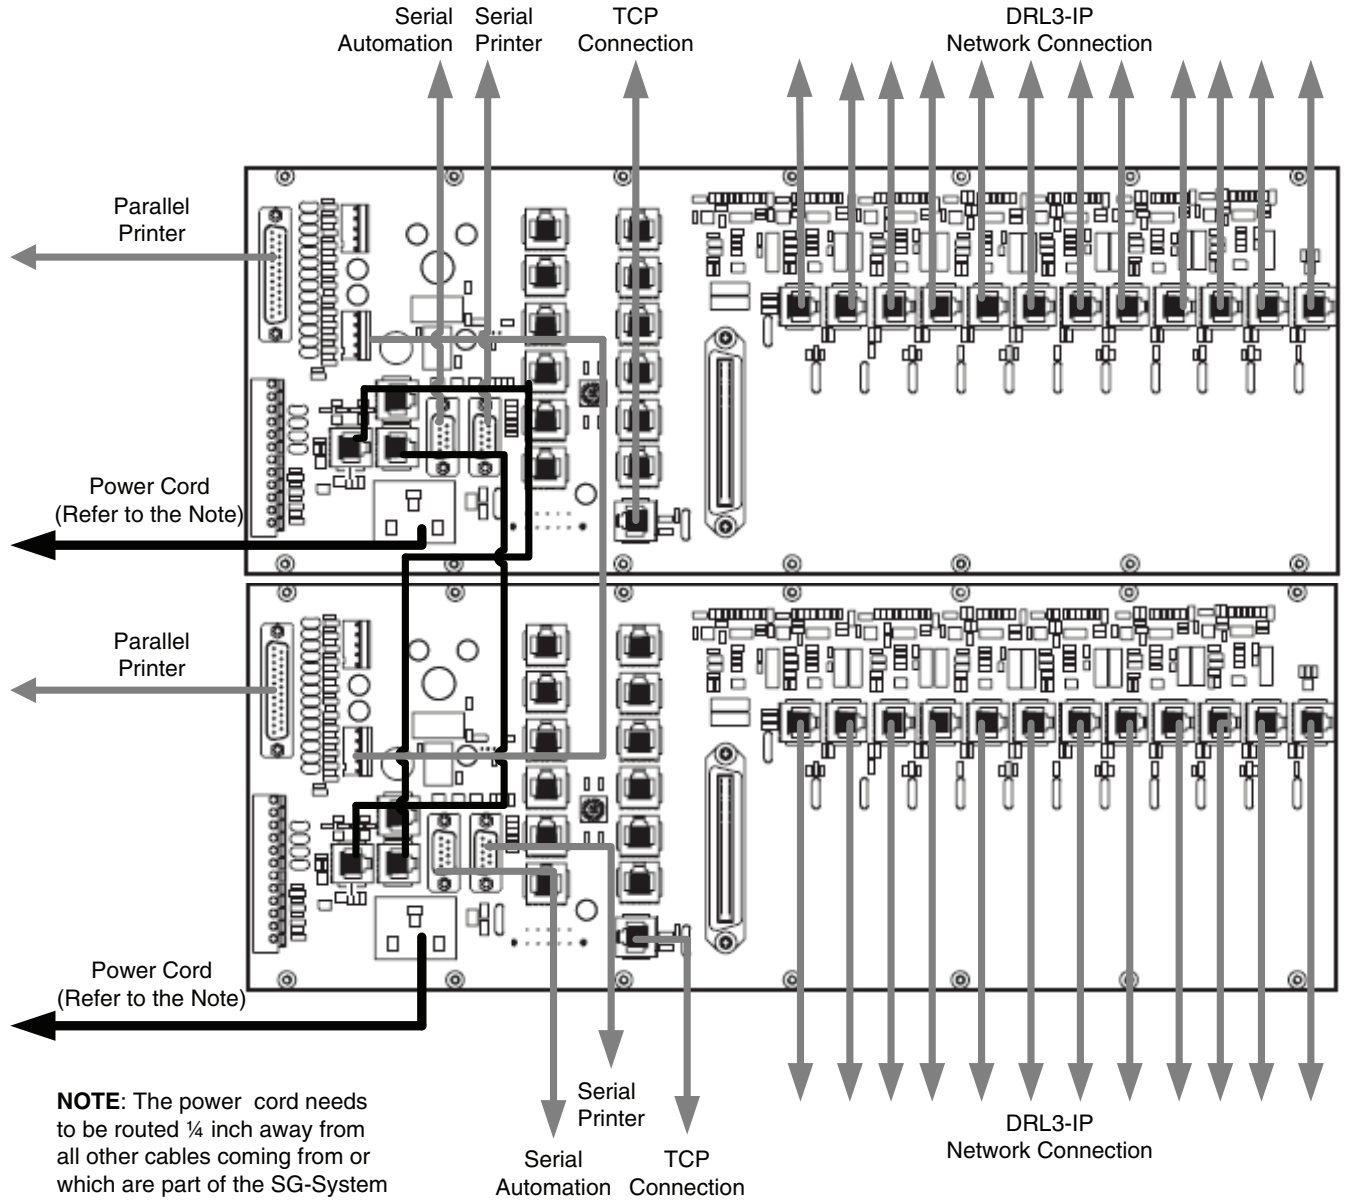 Serial
Automation
Serial
Printer
TCP
Connection
DRL3-IP
Network Connection
Parallel
Printer
Power Cord
(Refer to the Note)
Parallel
Printer
Power Cord
(Refer to the Note)
NOTE: The power cord needs
to be routed ¼ inch away from
all other cables coming from or
which are part of the SG-System
Serial
Printer
Serial
Automation
TCP
Connection
DRL3-IP
Network Connection